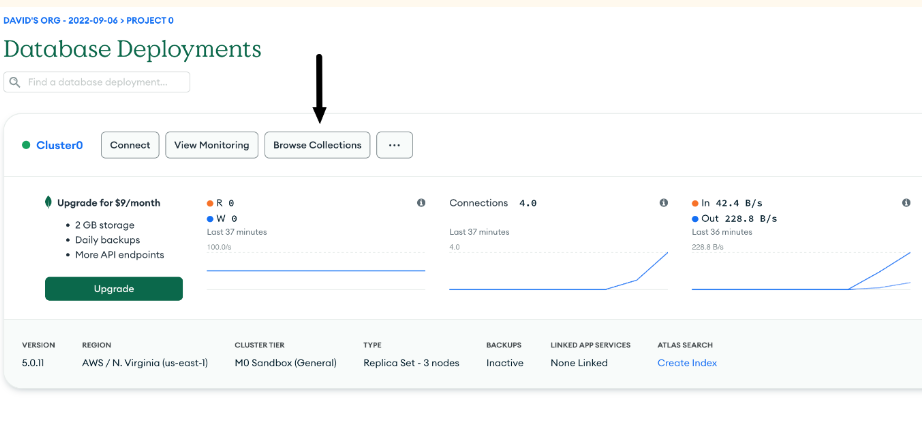 DAVID'S ORG - 2022-09-06 > PROJECT 0
Database Deployments
Find a database deployment...
Cluster0 Connect View Monitoring Browse Collections ...
Upgrade for $9/month
2 GB storage
Daily backups
More API endpoints
Upgrade
R 0
W 0
Last 37 minutes
100.0/s
Connections 4.0
Last 37 minutes
4.0
In 42.4 B/s
Out 228.8 B/s
Last 36 minutes
228.8 B/s
VERSION REGION CLUSTER TIER TYPE BACKUPS LINKED APP SERVICES ATLAS SEARCH
5.0.11 AWS / N. Virginia (us-east-1) M0 Sandbox (General) Replica Set - 3 nodes Inactive None Linked Create Index